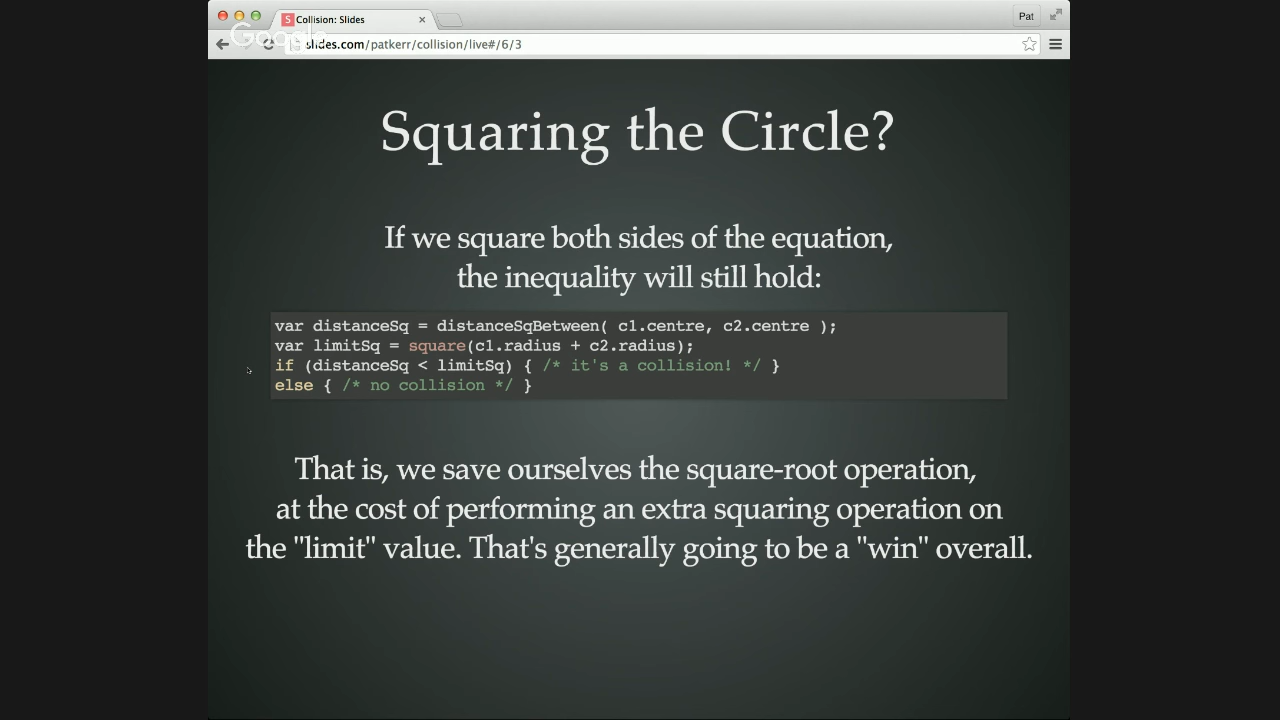 Collision: Slides
Pat
Google
slides.com/patkerr/collision/live#/6/3
Squaring the Circle?
If we square both sides of the equation,
the inequality will still hold:
var distanceSq = distanceSqBetween( c1.centre, c2.centre );
var limitSq = square(c1.radius + c2.radius);
if (distanceSq < limitSq) { /* it's a collision! */ }
else { /* no collision */ }
That is, we save ourselves the square-root operation,
at the cost of performing an extra squaring operation on
the "limit" value. That's generally going to be a "win" overall.